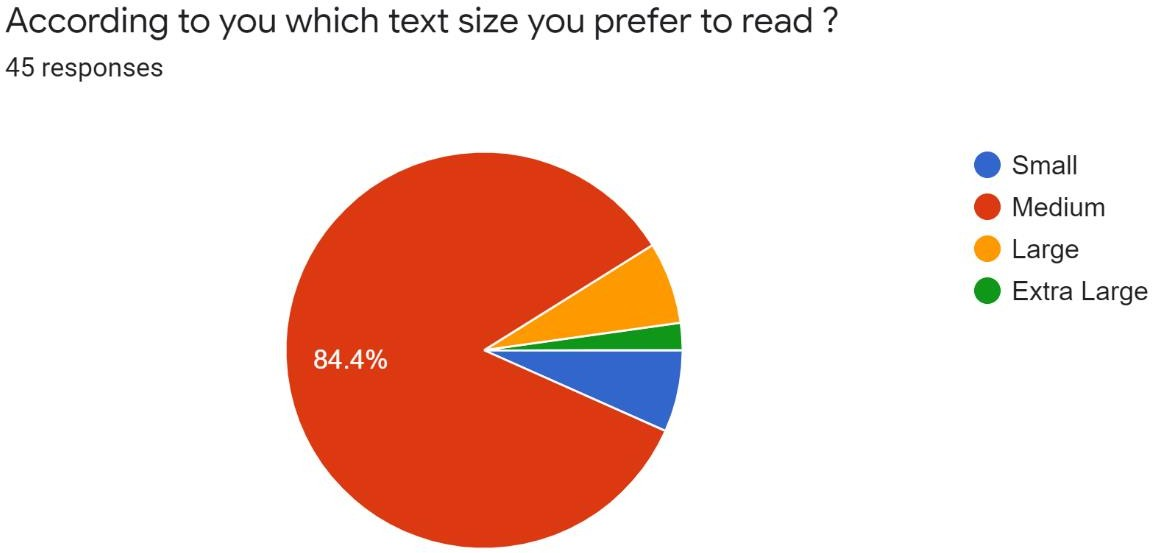 According to you which text size you prefer to read ?
45 responses
84.4%
Small
Medium
Large
Extra Large